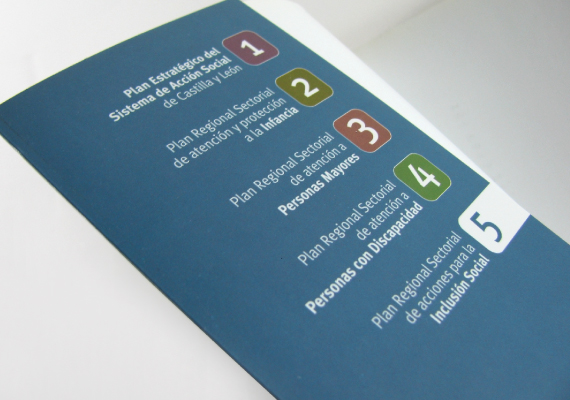 1
Plan Estratégico del
Sistema de Acción Social
de Castilla y León
2
Plan Regional Sectorial
de atención y protección
a la Infancia
3
Plan Regional Sectorial
de atención a
Personas Mayores
4
Plan Regional Sectorial
de atención a
Personas con Discapacidad
5
Plan Regional Sectorial
de acciones para la
Inclusión Social